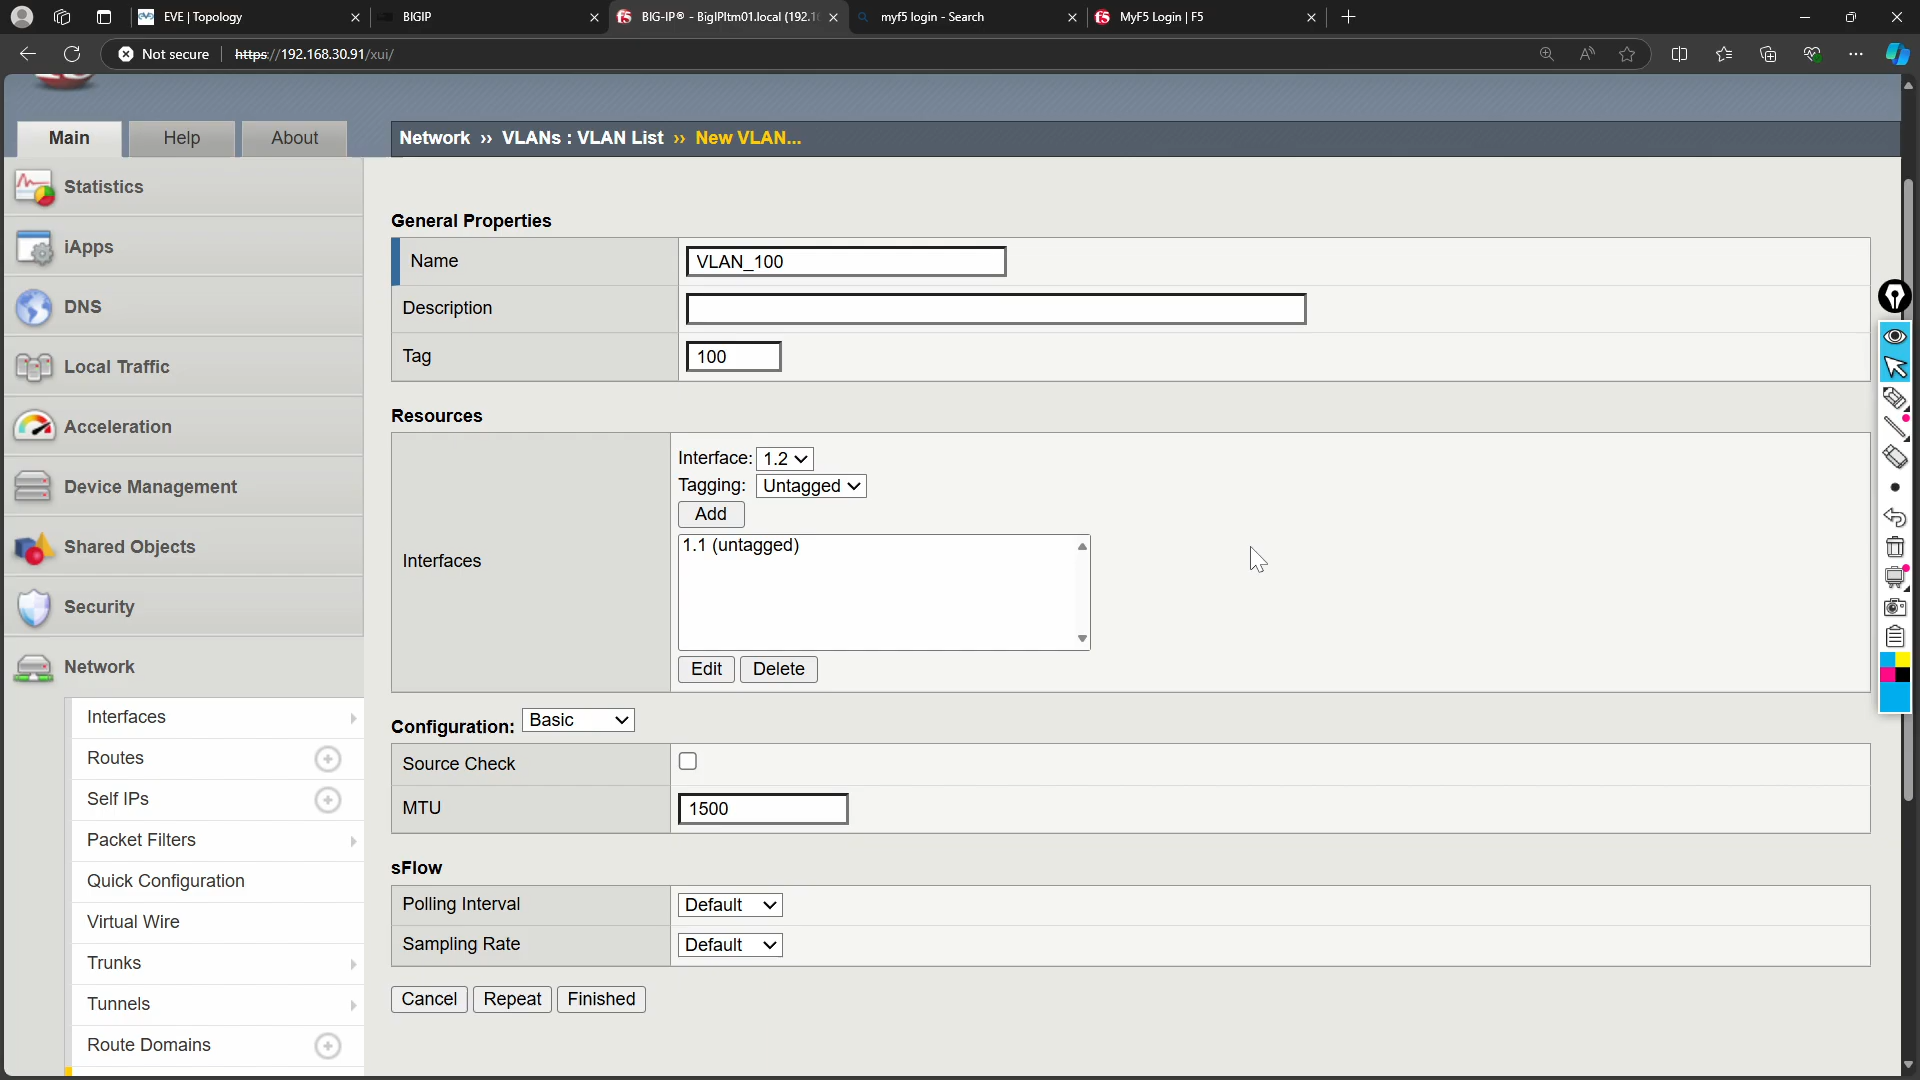 EVE | Topology
BIGIP
BIG-IP® - BigIPltm01.local (192.1
myf5 login - Search
MyF5 Login | F5
Not secure
https://192.168.30.91/xui/
Main
Help
About
Network ›› VLANs : VLAN List ›› New VLAN...
Statistics
iApps
DNS
Local Traffic
Acceleration
Device Management
Shared Objects
Security
Network
Interfaces
Routes
Self IPs
Packet Filters
Quick Configuration
Virtual Wire
Trunks
Tunnels
Route Domains
General Properties
Name
VLAN_100
Description
Tag
100
Resources
Interfaces
Interface: 1.2
Tagging: Untagged
Add
1.1 (untagged)
Edit
Delete
Configuration: Basic
Source Check
MTU
1500
sFlow
Polling Interval
Default
Sampling Rate
Default
Cancel
Repeat
Finished